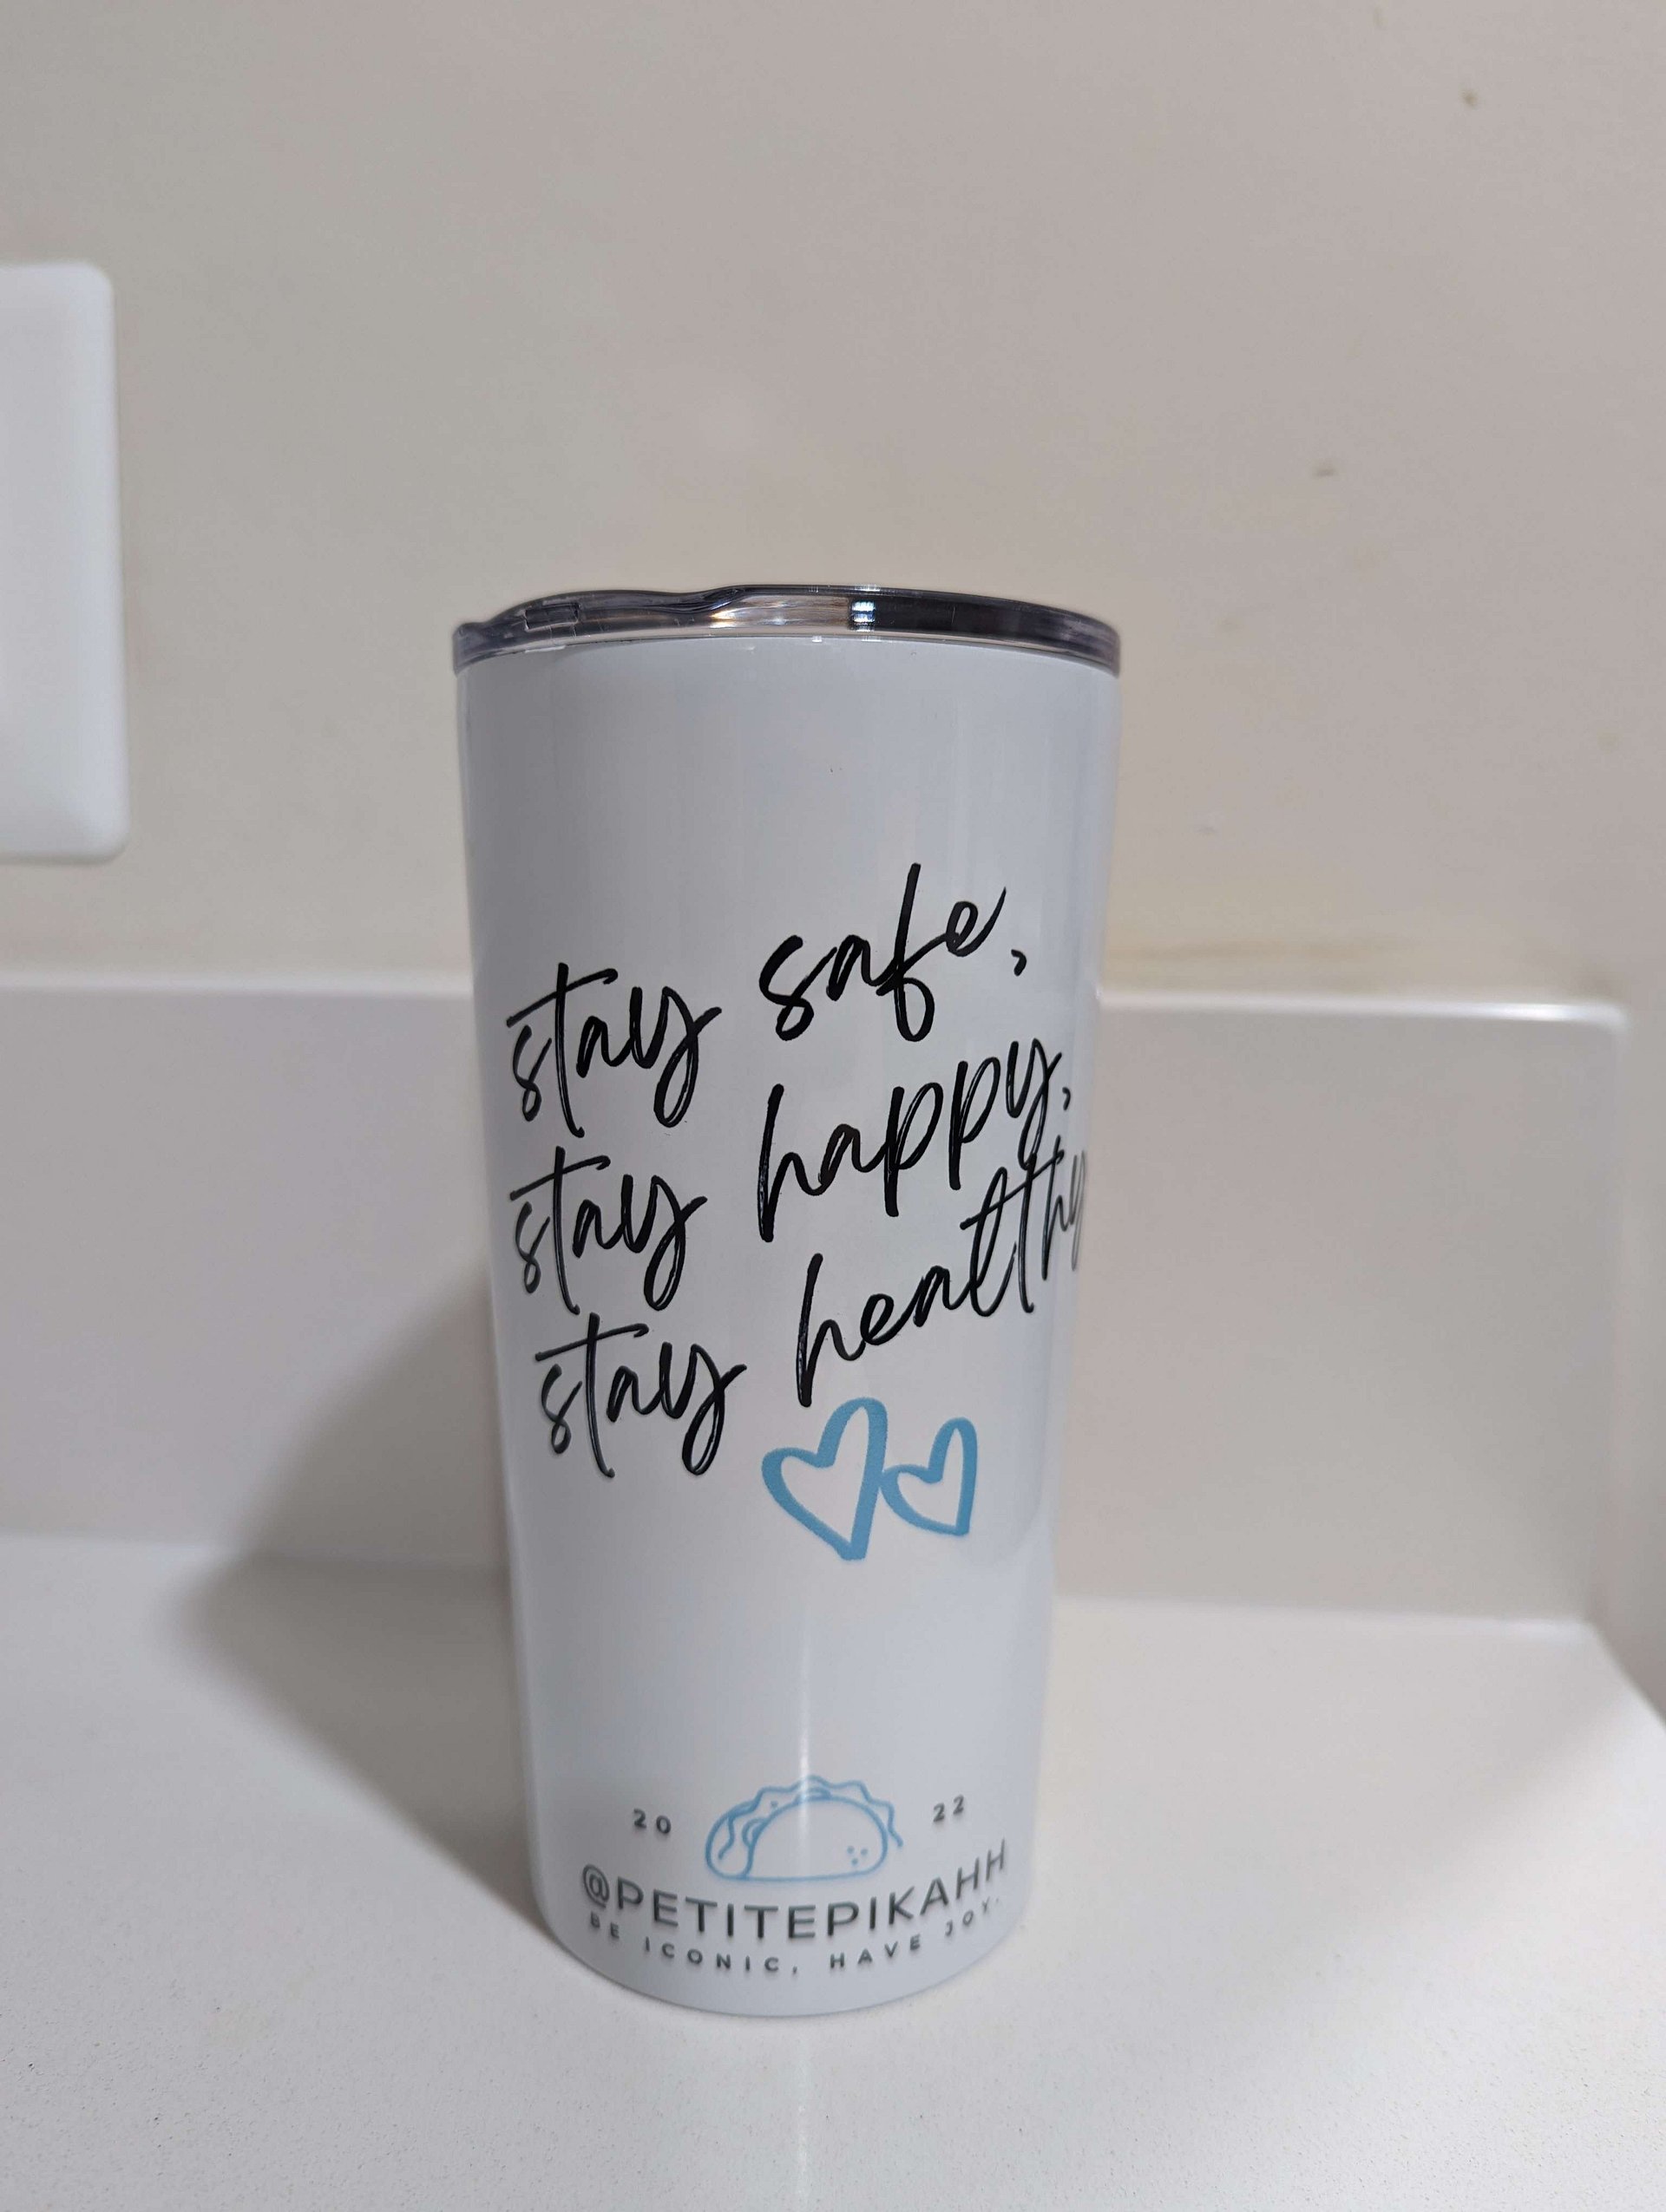 stay safe,
stay happy,
stay healthy
20 22
@PETITEPIKAHH
BE ICONIC, HAVE JOY.